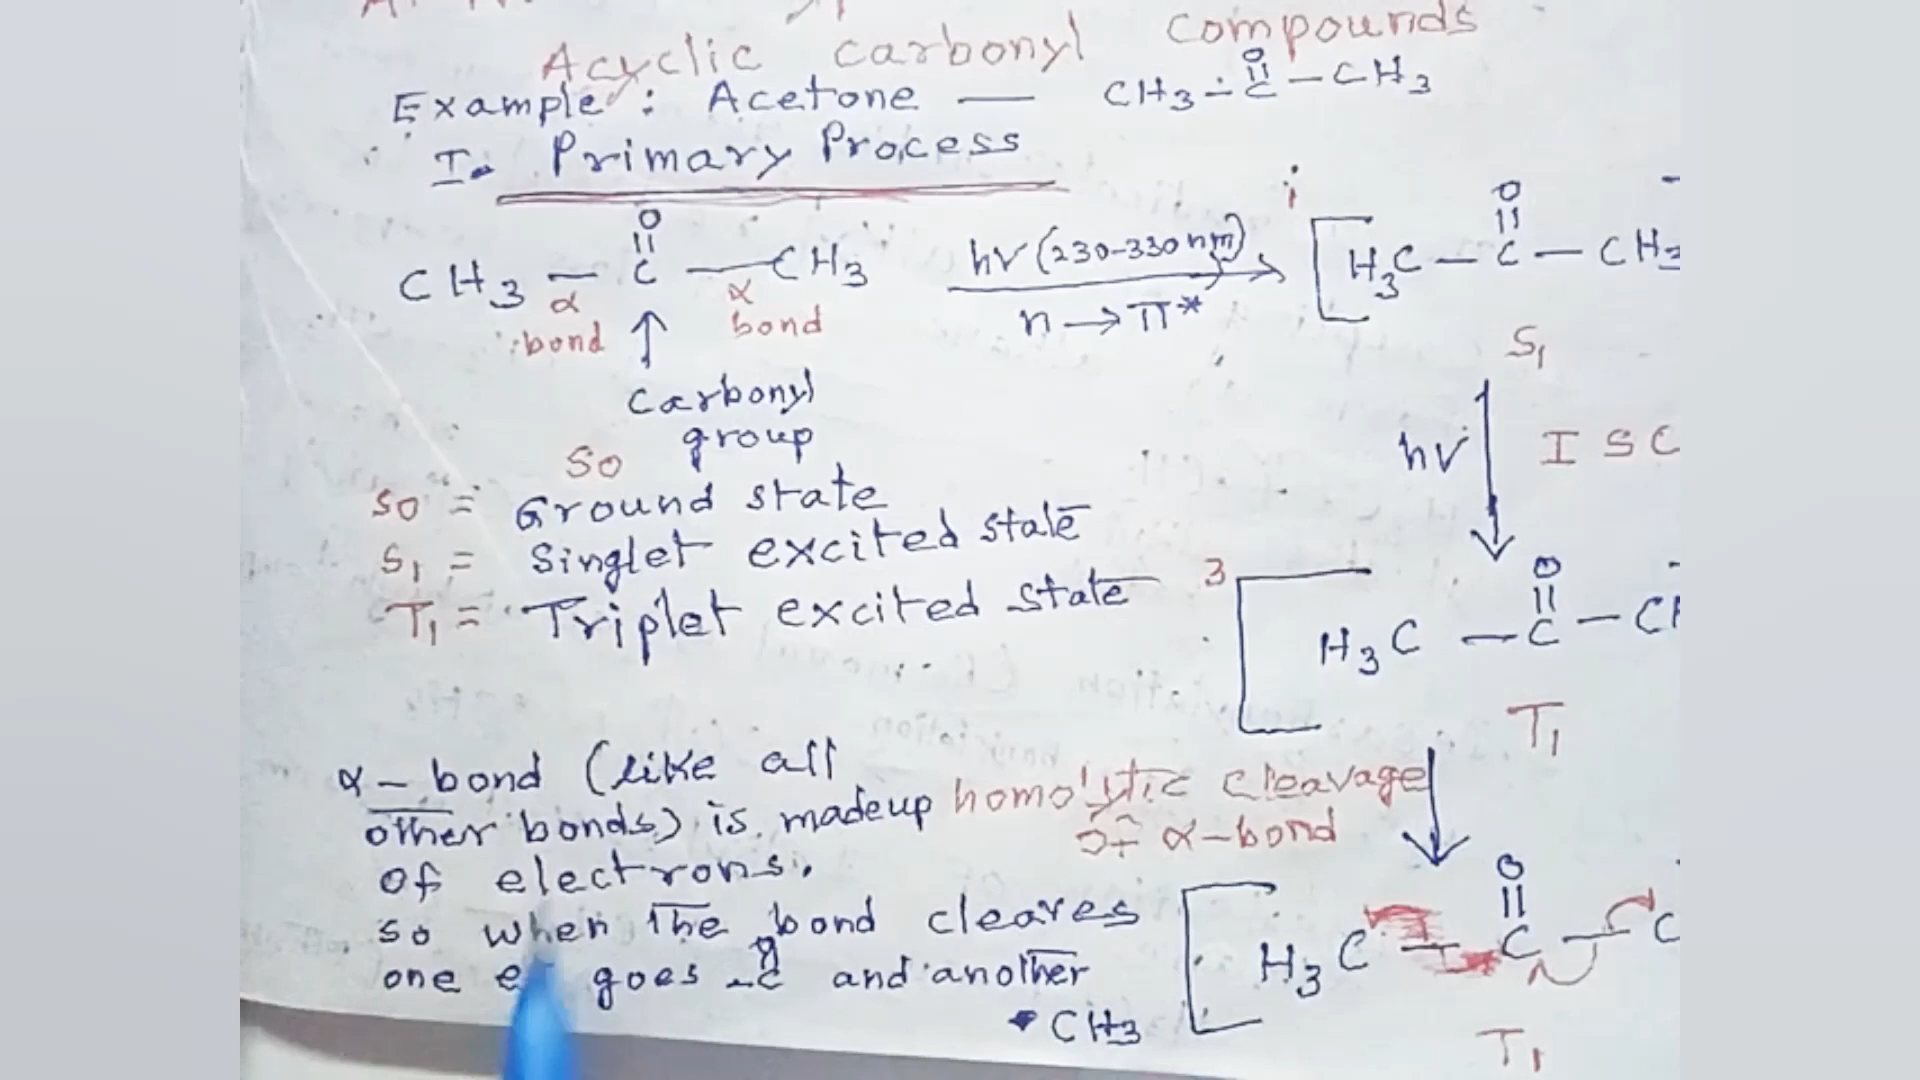 Acyclic carbonyl compounds
Example : Acetone — CH3 - C - CH3
O
||
I. Primary Process
O
||
CH3 — C — CH3
α bond
α bond
↑
Carbonyl
group
So
hν (230-330 nm)
n → π*
O
||
H3C — C — CH3
S1
hν ISC
So = Ground state
S1 = Singlet excited state
T1 = Triplet excited state
3
O
||
H3C — C — CH
T1
α - bond (like all
other bonds) is madeup
of electrons.
so when the bond cleaves
one e goes -C and another
O
||
• CH3
homolytic cleavage
of α-bond
O
||
H3C — C — C
T1